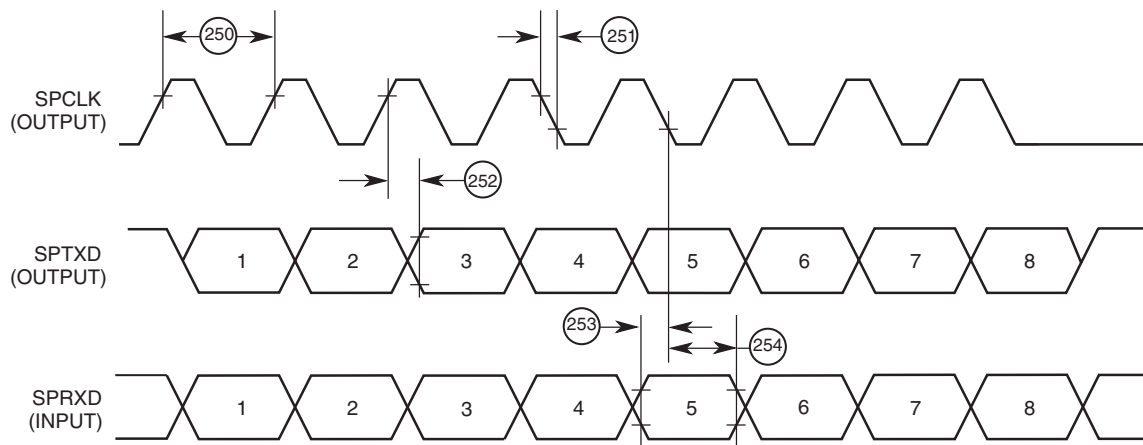 250
251
SPCLK
(OUTPUT)
252
SPTXD
(OUTPUT)
1 2 3 4 5 6 7 8
253
254
SPRXD
(INPUT)
1 2 3 4 5 6 7 8